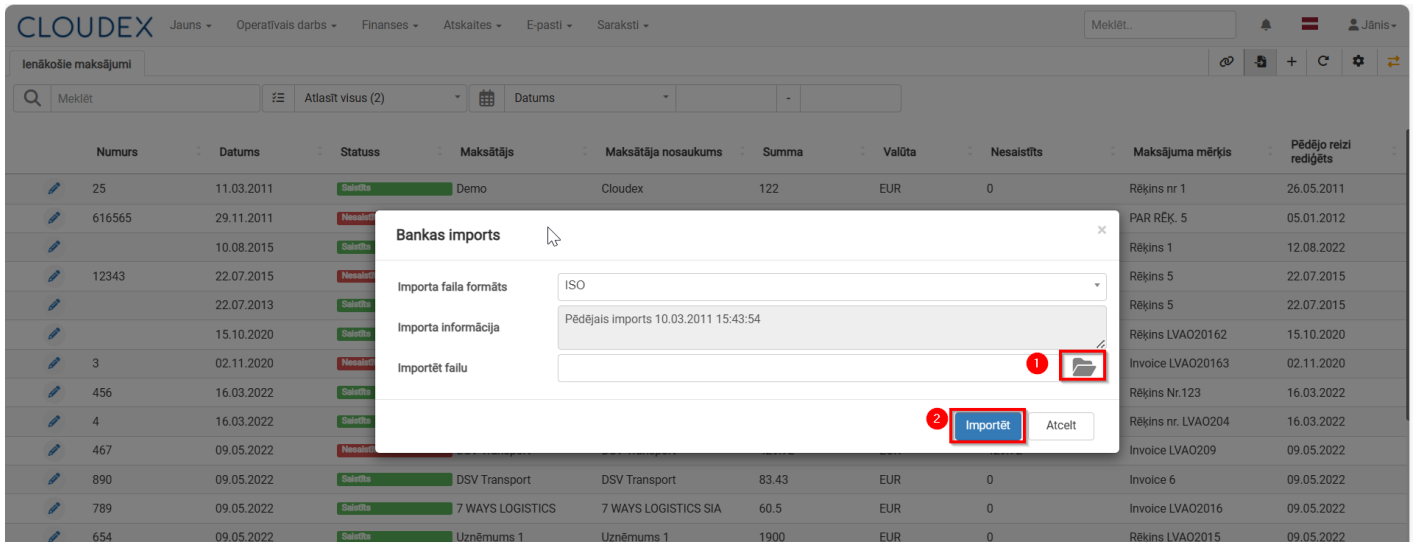 CLOUDEX Jauns Operatīvais darbs Finanses Atskaites E-pasti Saraksti Meklēt.. Jānis
Ienākošie maksājumi
Meklēt Atlasīt visus (2) Datums -
Numurs Datums Statuss Maksātājs Maksātāja nosaukums Summa Valūta Nesaistīts Maksājuma mērķis Pēdējo reizi rediģēts
25 11.03.2011 Saistīts Demo Cloudex 122 EUR 0 Rēķins nr 1 26.05.2011
616565 29.11.2011 PAR RĒĶ. 5 05.01.2012
10.08.2015 Saistīts Rēķins 1 12.08.2022
12343 22.07.2015 Rēķins 5 22.07.2015
22.07.2013 Saistīts Rēķins 5 22.07.2015
15.10.2020 Saistīts Rēķins LVAO20162 15.10.2020
3 02.11.2020 Invoice LVAO20163 02.11.2020
456 16.03.2022 Saistīts Rēķins Nr.123 16.03.2022
4 16.03.2022 Saistīts Rēķins nr. LVAO204 16.03.2022
467 09.05.2022 Invoice LVAO209 09.05.2022
890 09.05.2022 Saistīts DSV Transport DSV Transport 83.43 EUR 0 Invoice 6 09.05.2022
789 09.05.2022 Saistīts 7 WAYS LOGISTICS 7 WAYS LOGISTICS SIA 60.5 EUR 0 Invoice LVAO2016 09.05.2022
654 09.05.2022 Saistīts Uzņēmums 1 Uzņēmums 1 1900 EUR 0 Rēķins LVAO2015 09.05.2022
Bankas imports ×
Importa faila formāts ISO
Importa informācija Pēdējais imports 10.03.2011 15:43:54
Importēt failu 1
2 Importēt Atcelt